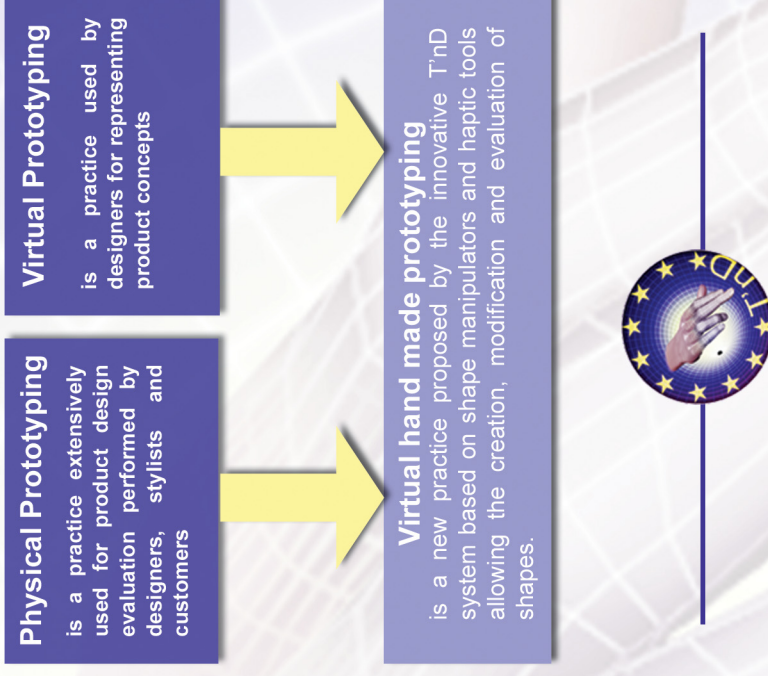 Physical Prototyping
is a practice extensively
used for product design
evaluation performed by
designers, stylists and
customers
Virtual Prototyping
is a practice used by
designers for representing
product concepts
Virtual hand made prototyping
is a new practice proposed by the innovative T'nD
system based on shape manipulators and haptic tools
allowing the creation, modification and evaluation of
shapes.
T'nD